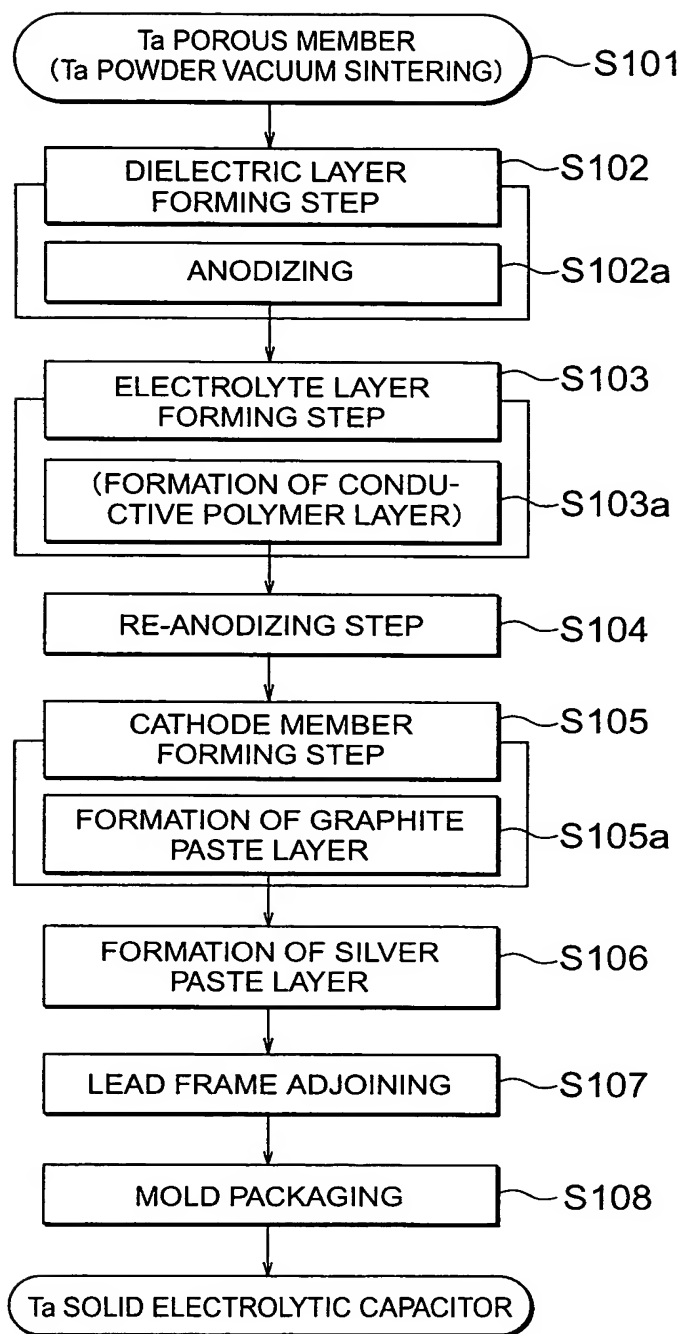 Ta POROUS MEMBER
(Ta POWDER VACUUM SINTERING)
S101
DIELECTRIC LAYER
FORMING STEP
S102
ANODIZING
S102a
ELECTROLYTE LAYER
FORMING STEP
S103
(FORMATION OF CONDU-
CTIVE POLYMER LAYER)
S103a
RE-ANODIZING STEP
S104
CATHODE MEMBER
FORMING STEP
S105
FORMATION OF GRAPHITE
PASTE LAYER
S105a
FORMATION OF SILVER
PASTE LAYER
S106
LEAD FRAME ADJOINING
S107
MOLD PACKAGING
S108
Ta SOLID ELECTROLYTIC CAPACITOR